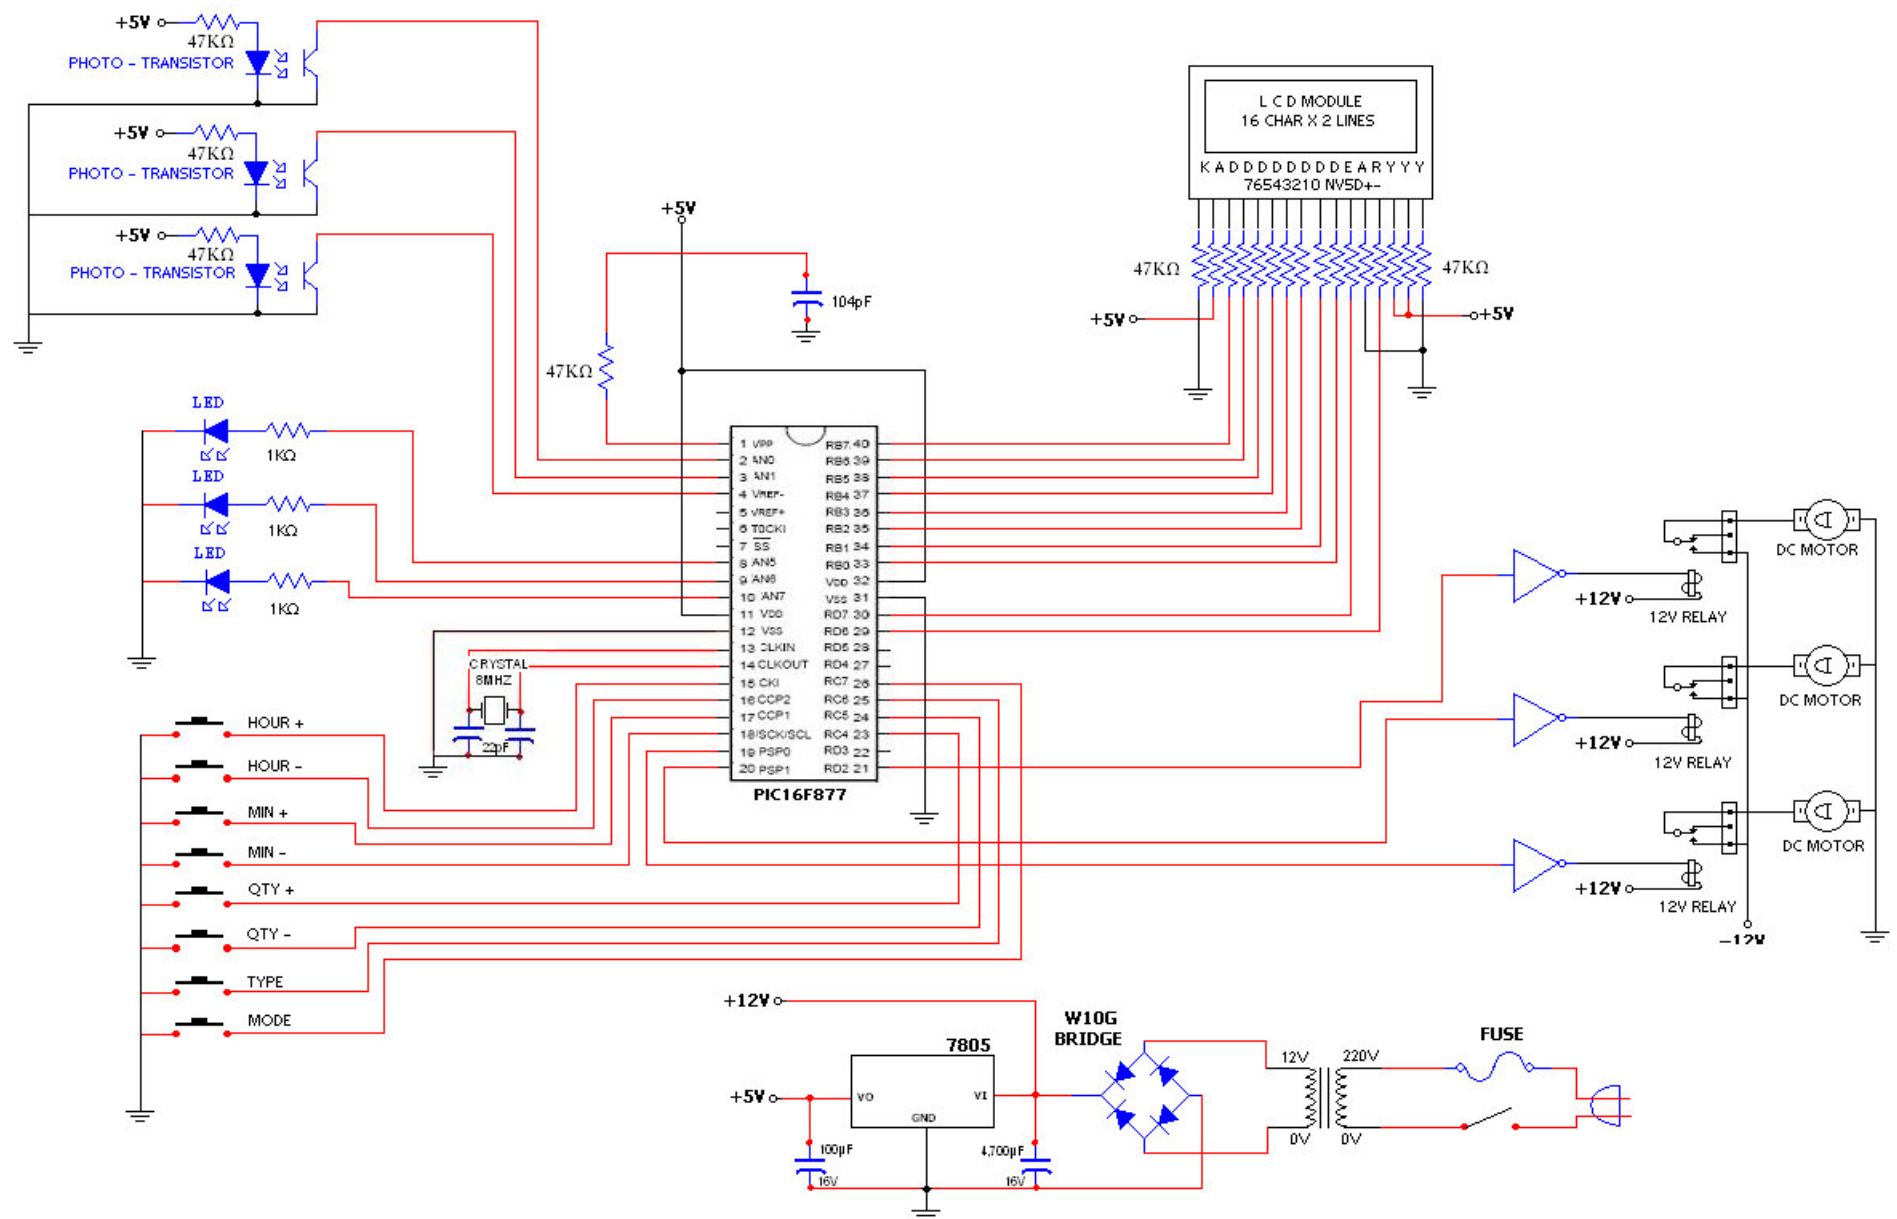 +5V
47KΩ
PHOTO - TRANSISTOR
+5V
47KΩ
PHOTO - TRANSISTOR
+5V
47KΩ
PHOTO - TRANSISTOR
+5V
104pF
47KΩ
L C D MODULE
16 CHAR X 2 LINES
K A D D D D D D D D E A R Y Y Y
76543210 NV5D+-
47KΩ
47KΩ
+5V
+5V
LED
1KΩ
LED
1KΩ
LED
1KΩ
1 VPP RB7 40
2 AN0 RB6 39
3 AN1 RB5 38
4 VREF- RB4 37
5 VREF+ RB3 36
6 T0CKI RB2 35
7 SS RB1 34
8 AN5 RB0 33
9 AN6 VDD 32
10 AN7 VSS 31
11 VDD RD7 30
12 VSS RD6 29
13 CLKIN RD5 28
14 CLKOUT RD4 27
15 CKI RC7 26
16 CCP2 RC6 25
17 CCP1 RC5 24
18/SCK/SCL RC4 23
19 PSP0 RD3 22
20 PSP1 RD2 21
PIC16F877
CRYSTAL
8MHZ
22pF
HOUR +
HOUR -
MIN +
MIN -
QTY +
QTY -
TYPE
MODE
DC MOTOR
+12V
12V RELAY
DC MOTOR
+12V
12V RELAY
DC MOTOR
+12V
12V RELAY
-12V
+12V
W10G
BRIDGE
7805
+5V
VO
VI
GND
100µF
16V
4,700µF
16V
12V
0V
220V
0V
FUSE